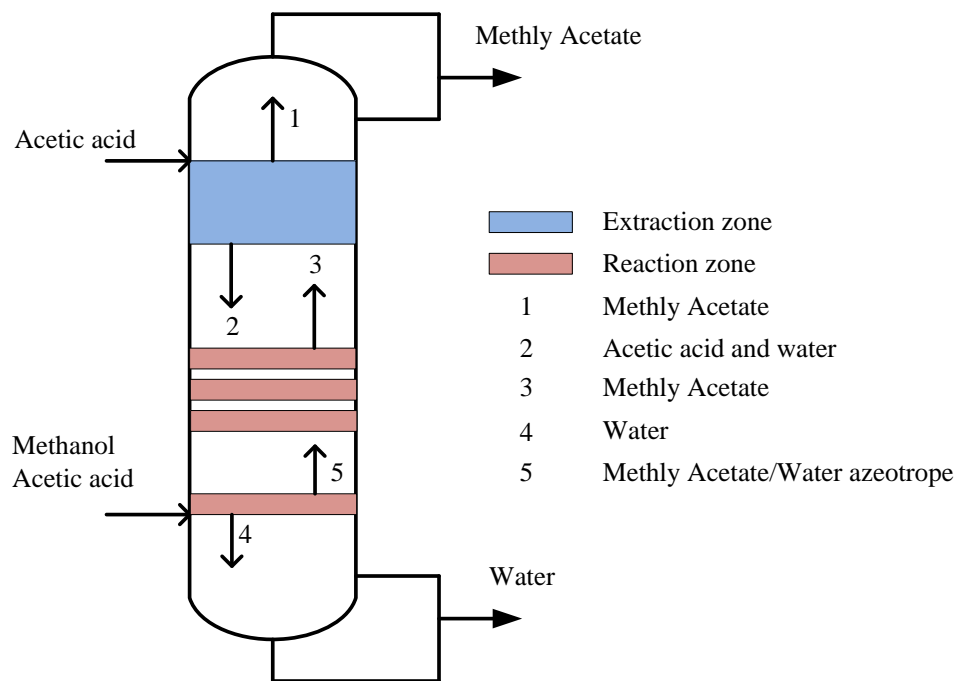 Methly Acetate
1
Acetic acid
Extraction zone
3
Reaction zone
1 Methly Acetate
2
2 Acetic acid and water
3 Methly Acetate
4 Water
Methanol
Acetic acid
5
5 Methly Acetate/Water azeotrope
4
Water